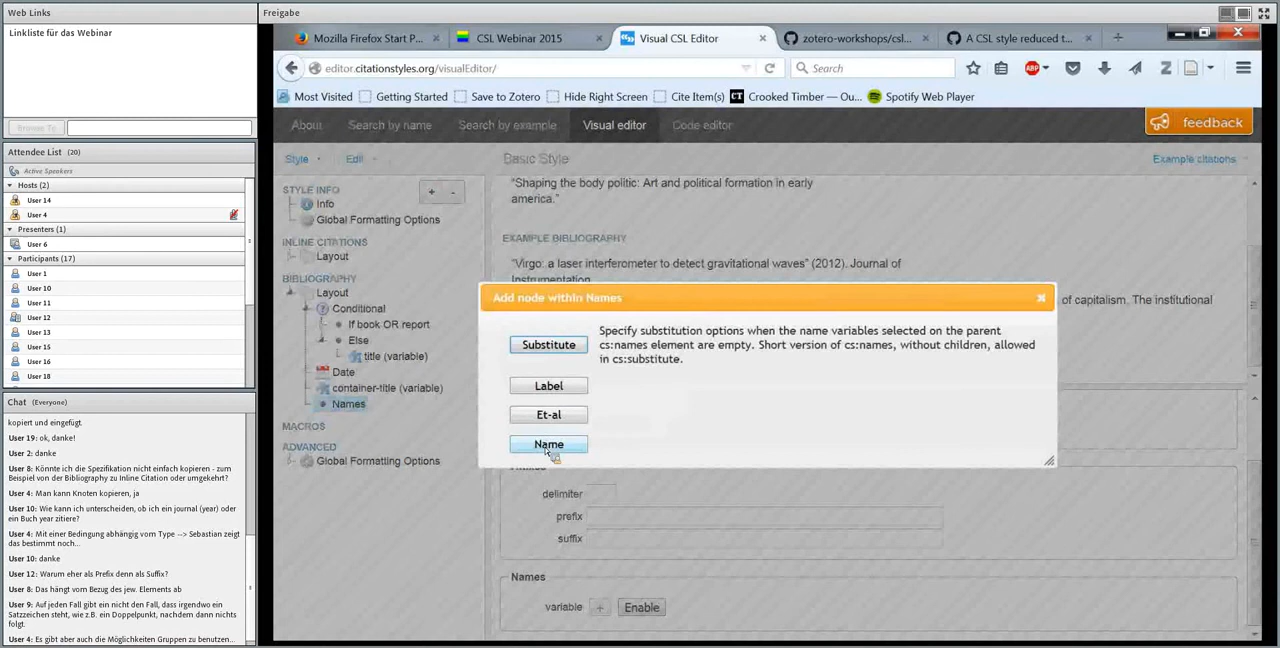 Web Links
Linkliste für das Webinar
Browse To
Attendee List (20)
Active Speakers
Hosts (2)
User 14
User 4
Presenters (1)
User 6
Participants (17)
User 1
User 10
User 11
User 12
User 13
User 15
User 16
User 18
Chat (Everyone)
kopiert und eingefügt.
User 19: ok, danke!
User 2: danke
User 8: Könnte ich die Spezifikation nicht einfach kopieren - zum
Beispiel von der Bibliography zu Inline Citation oder umgekehrt?
User 4: Man kann Knoten kopieren, ja
User 10: Wie kann ich unterscheiden, ob ich ein journal (year) oder
ein Buch year zitiere?
User 4: Mit einer Bedingung abhängig vom Type --> Sebastian zeigt
das bestimmt noch...
User 10: danke
User 12: Warum eher als Prefix denn als Suffix?
User 8: Das hängt vom Bezug des jew. Elements ab
User 9: Auf jeden Fall gibt ein nicht den Fall, dass irgendwo ein
Satzzeichen steht, wie z.B. ein Doppelpunkt, nachdem dann nichts
folgt.
User 4: Es gibt aber auch die Möglichkeiten Gruppen zu benutzen...
Freigabe
Mozilla Firefox Start P...
CSL Webinar 2015
Visual CSL Editor
zotero-workshops/csl...
A CSL style reduced t...
editor.citationstyles.org/visualEditor/
Search
ABP
Most Visited
Getting Started
Save to Zotero
Hide Right Screen
Cite Item(s)
CT Crooked Timber — Ou...
Spotify Web Player
About
Search by name
Search by example
Visual editor
Code editor
feedback
Style
Edit
Basic Style
Example citations
STYLE INFO
+ -
Info
Global Formatting Options
INLINE CITATIONS
Layout
BIBLIOGRAPHY
Layout
Conditional
If book OR report
Else
title (variable)
Date
container-title (variable)
Names
MACROS
ADVANCED
Global Formatting Options
“Shaping the body politic: Art and political formation in early
america.”
EXAMPLE BIBLIOGRAPHY
“Virgo: a laser interferometer to detect gravitational waves” (2012). Journal of
Instrumentation
of capitalism. The institutional
Add node within Names
Substitute
Specify substitution options when the name variables selected on the parent
cs:names element are empty. Short version of cs:names, without children, allowed
in cs:substitute.
Label
Et-al
Name
delimiter
prefix
suffix
Names
variable
+
Enable